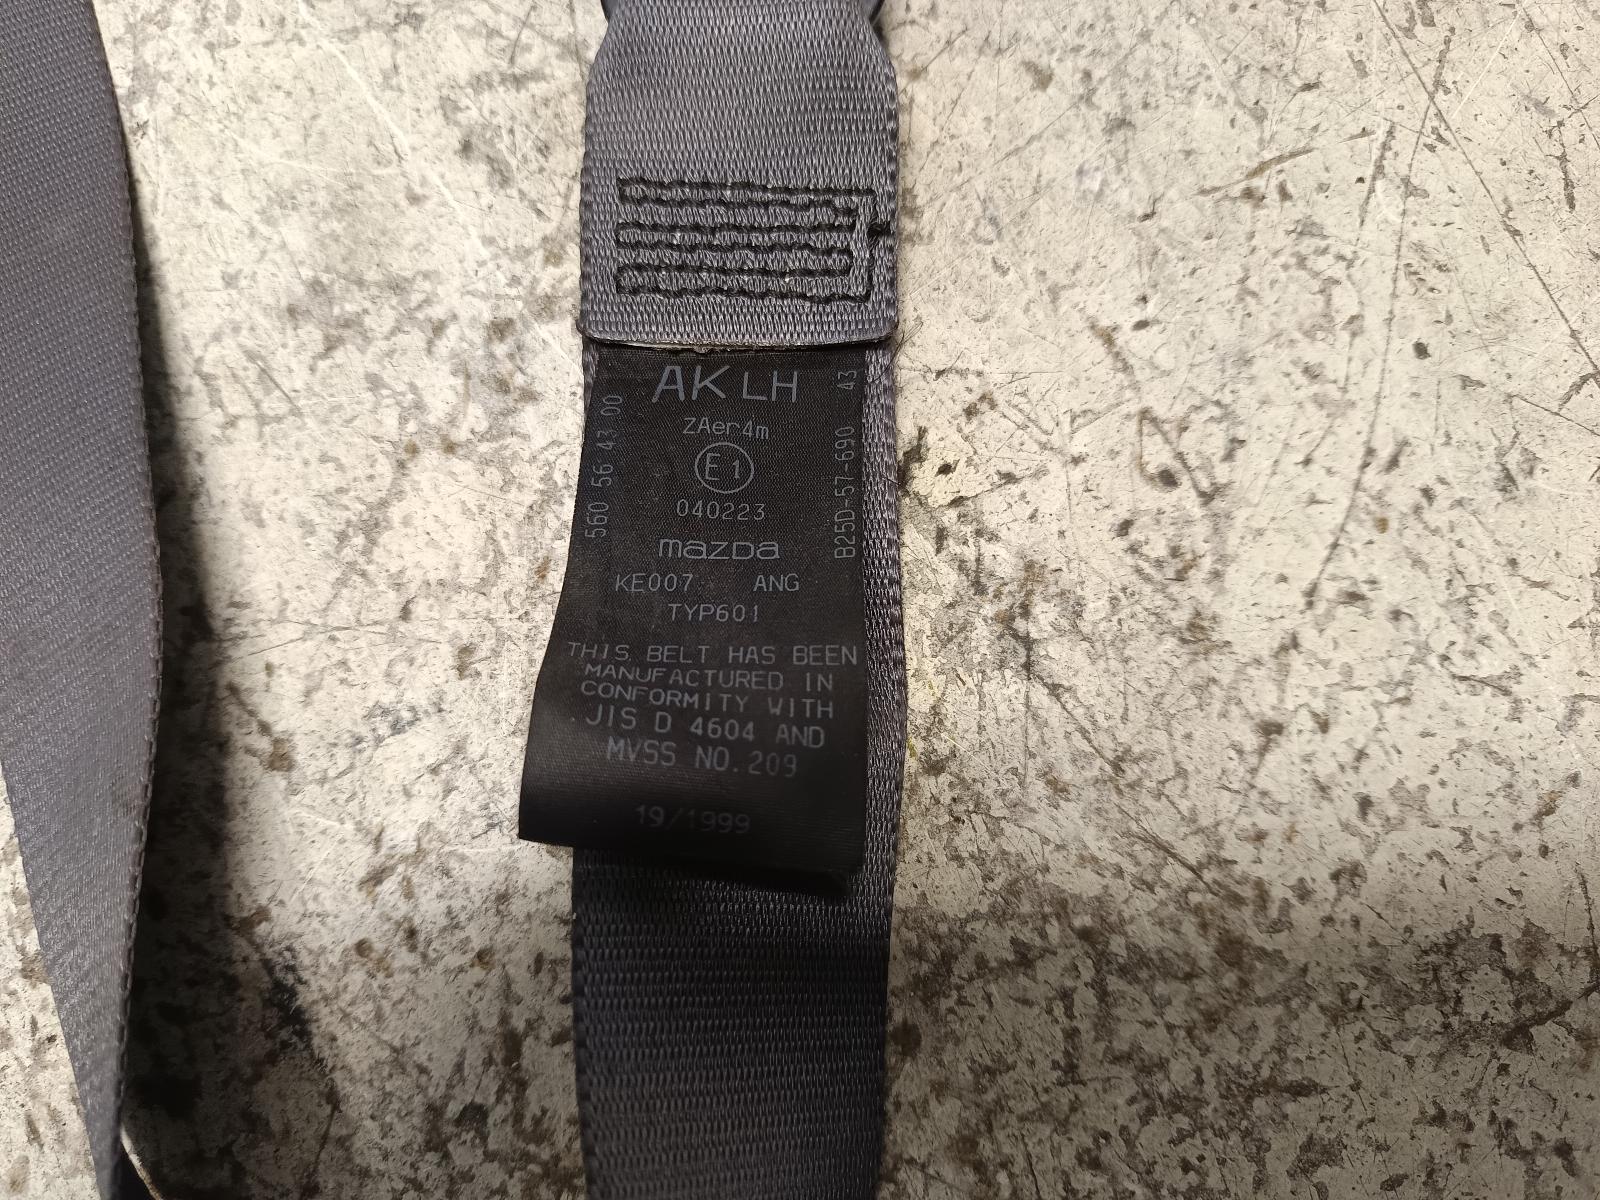 AK LH
zAer4m
E1
040223
mazDa
KE007 ANG
TYP601
THIS BELT HAS BEEN
MANUFACTURED IN
CONFORMITY WITH
JIS D 4604 AND
MVSS NO. 209
19/1999
560 56 43 00
B25D-57-690 43